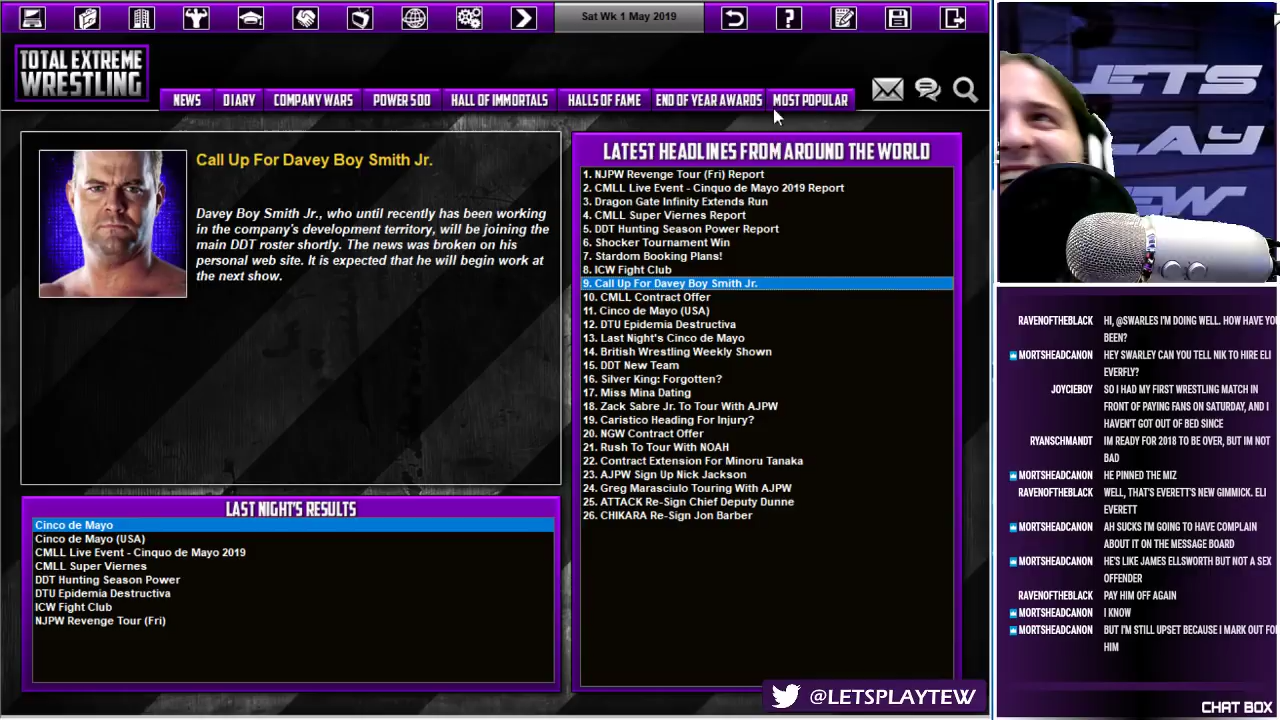 Sat Wk 1 May 2019
TOTAL EXTREME
WRESTLING
NEWS
DIARY
COMPANY WARS
POWER 500
HALL OF IMMORTALS
HALLS OF FAME
END OF YEAR AWARDS
MOST POPULAR
Call Up For Davey Boy Smith Jr.
Davey Boy Smith Jr., who until recently has been working
in the company's development territory, will be joining the
main DDT roster shortly. The news was broken on his
personal web site. It is expected that he will begin work at
the next show.
LAST NIGHT'S RESULTS
Cinco de Mayo
Cinco de Mayo (USA)
CMLL Live Event - Cinquo de Mayo 2019
CMLL Super Viernes
DDT Hunting Season Power
DTU Epidemia Destructiva
ICW Fight Club
NJPW Revenge Tour (Fri)
LATEST HEADLINES FROM AROUND THE WORLD
1. NJPW Revenge Tour (Fri) Report
2. CMLL Live Event - Cinquo de Mayo 2019 Report
3. Dragon Gate Infinity Extends Run
4. CMLL Super Viernes Report
5. DDT Hunting Season Power Report
6. Shocker Tournament Win
7. Stardom Booking Plans!
8. ICW Fight Club
9. Call Up For Davey Boy Smith Jr.
10. CMLL Contract Offer
11. Cinco de Mayo (USA)
12. DTU Epidemia Destructiva
13. Last Night's Cinco de Mayo
14. British Wrestling Weekly Shown
15. DDT New Team
16. Silver King: Forgotten?
17. Miss Mina Dating
18. Zack Sabre Jr. To Tour With AJPW
19. Caristico Heading For Injury?
20. NGW Contract Offer
21. Rush To Tour With NOAH
22. Contract Extension For Minoru Tanaka
23. AJPW Sign Up Nick Jackson
24. Greg Marasciulo Touring With AJPW
25. ATTACK Re-Sign Chief Deputy Dunne
26. CHIKARA Re-Sign Jon Barber
@LETSPLAYTEW
RAVENOFTHEBLACK HI, @SWARLES I'M DOING WELL. HOW HAVE YOU
BEEN?
MORTSHEADCANON HEY SWARLEY CAN YOU TELL NIK TO HIRE ELI
EVERFLY?
JOYCIEBOY SO I HAD MY FIRST WRESTLING MATCH IN
FRONT OF PAYING FANS ON SATURDAY, AND I
HAVEN'T GOT OUT OF BED SINCE
RYANSCHMANDT IM READY FOR 2018 TO BE OVER, BUT IM NOT
BAD
MORTSHEADCANON HE PINNED THE MIZ
RAVENOFTHEBLACK WELL, THAT'S EVERETT'S NEW GIMMICK. ELI
EVERETT
MORTSHEADCANON AH SUCKS I'M GOING TO HAVE COMPLAIN
ABOUT IT ON THE MESSAGE BOARD
MORTSHEADCANON HE'S LIKE JAMES ELLSWORTH BUT NOT A SEX
OFFENDER
RAVENOFTHEBLACK PAY HIM OFF AGAIN
MORTSHEADCANON I KNOW
MORTSHEADCANON BUT I'M STILL UPSET BECAUSE I MARK OUT FOR
HIM
CHAT BOX